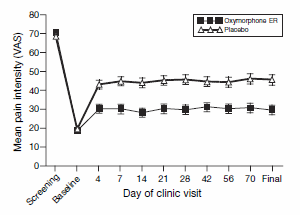 Oxymorphone ER
Placebo
Mean pain intensity (VAS)
80
70
60
50
40
30
20
10
0
Screening
Baseline
4
7
14
21
28
42
56
70
Final
Day of clinic visit